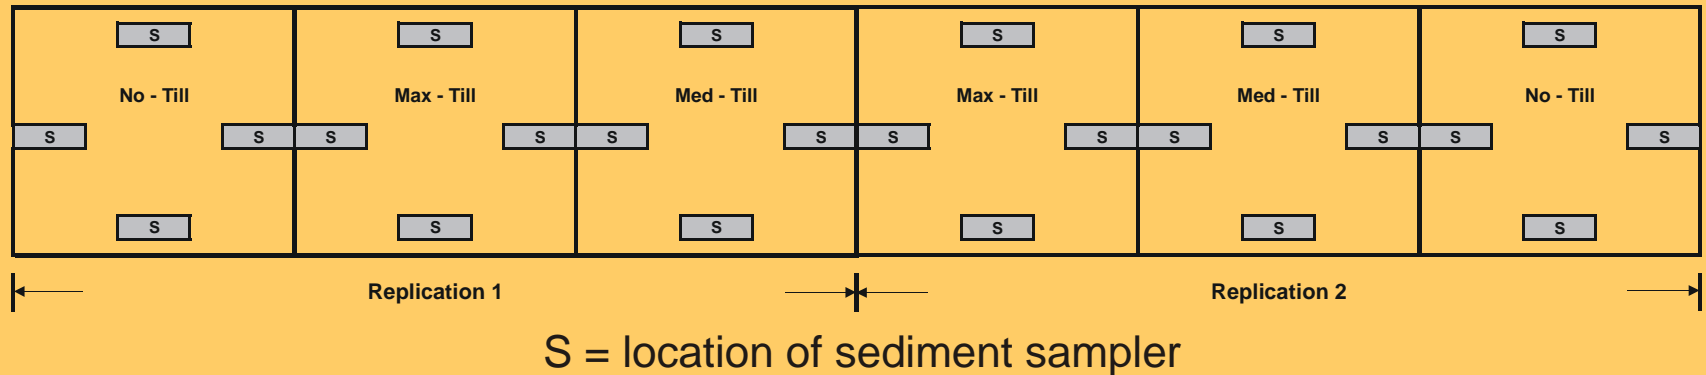 S S S S S S
No - Till Max - Till Med - Till Max - Till Med - Till No - Till
S S S S S S S S S S S S
S S S S S S
Replication 1 Replication 2
S = location of sediment sampler